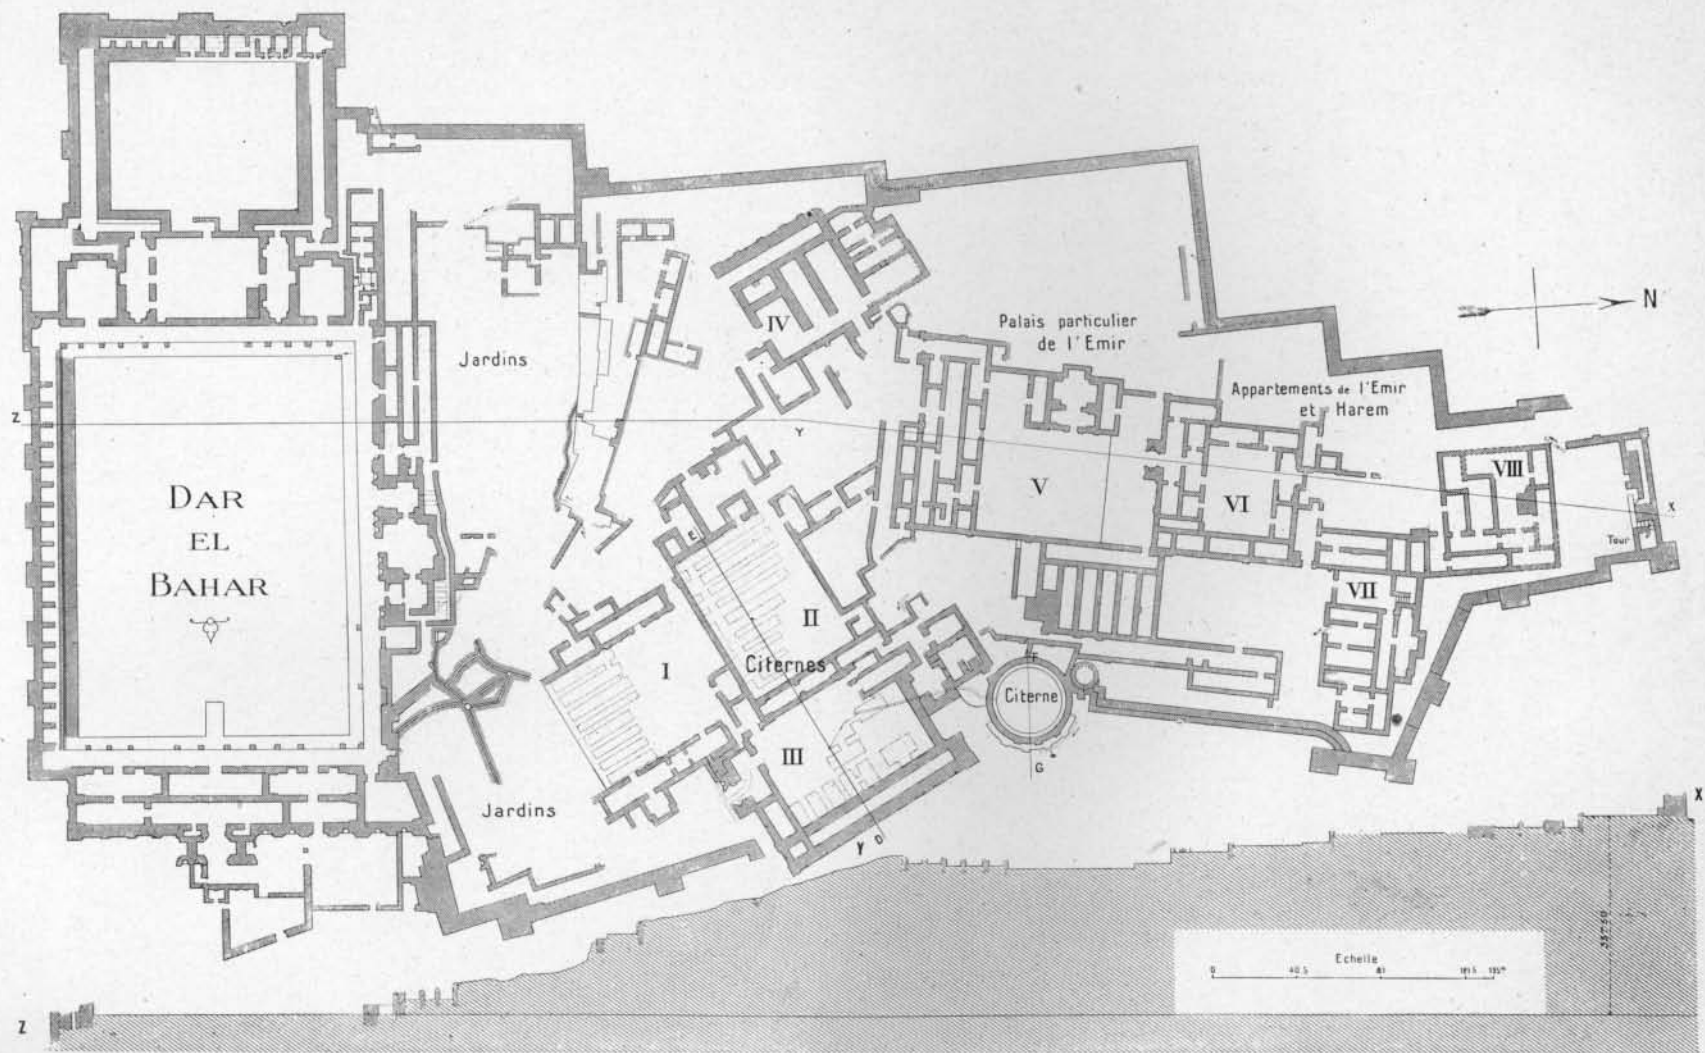 N
Palais particulier
de l'Emir
Appartements de l'Emir
et Harem
Jardins
IV
Z
Y
V
VI
VIII
X
Tour
DAR
EL
BAHAR
E
II
VII
Citernes
I
F
Citerne
III
G
Jardins
Y
D
X
Echelle
0
40.5
81
Z